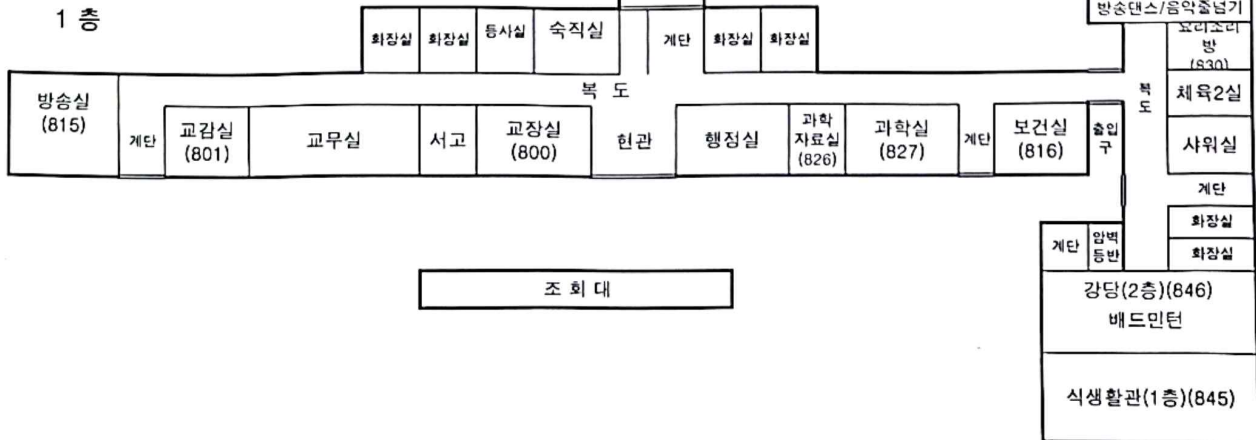 1 층
방송댄스/음악줄넘기
화장실
화장실
등사실
숙직실
계단
화장실
화장실
요리조리
방
(830)
복 도
방송실
(815)
계단
교감실
(801)
교무실
서고
교장실
(800)
현관
행정실
과학
자료실
(826)
과학실
(827)
계단
보건실
(816)
출입
구
복
도
체육2실
샤워실
계단
화장실
화장실
계단
암벽
등반
조 회 대
강당(2층)(846)
배드민턴
식생활관(1층)(845)